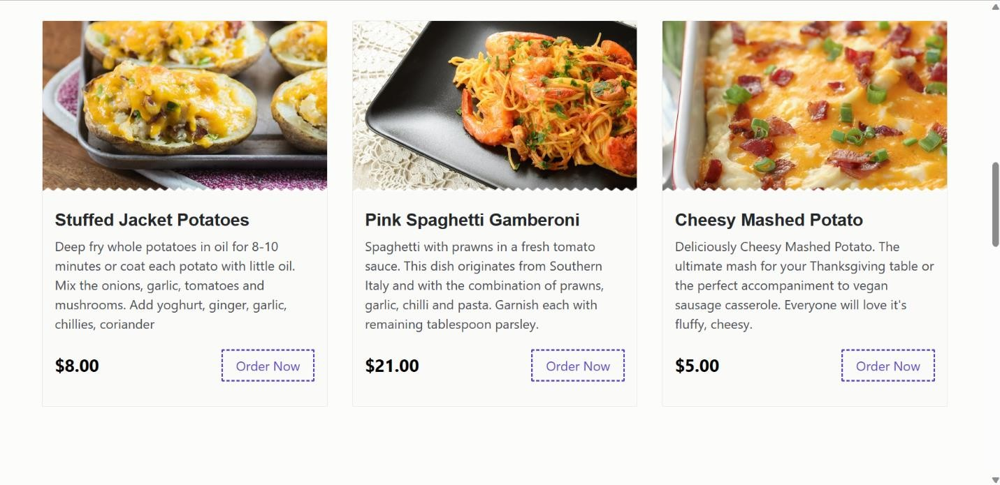 Stuffed Jacket Potatoes
Deep fry whole potatoes in oil for 8-10
minutes or coat each potato with little oil.
Mix the onions, garlic, tomatoes and
mushrooms. Add yoghurt, ginger, garlic,
chillies, coriander
$8.00
Order Now
Pink Spaghetti Gamberoni
Spaghetti with prawns in a fresh tomato
sauce. This dish originates from Southern
Italy and with the combination of prawns,
garlic, chilli and pasta. Garnish each with
remaining tablespoon parsley.
$21.00
Order Now
Cheesy Mashed Potato
Deliciously Cheesy Mashed Potato. The
ultimate mash for your Thanksgiving table or
the perfect accompaniment to vegan
sausage casserole. Everyone will love it's
fluffy, cheesy.
$5.00
Order Now